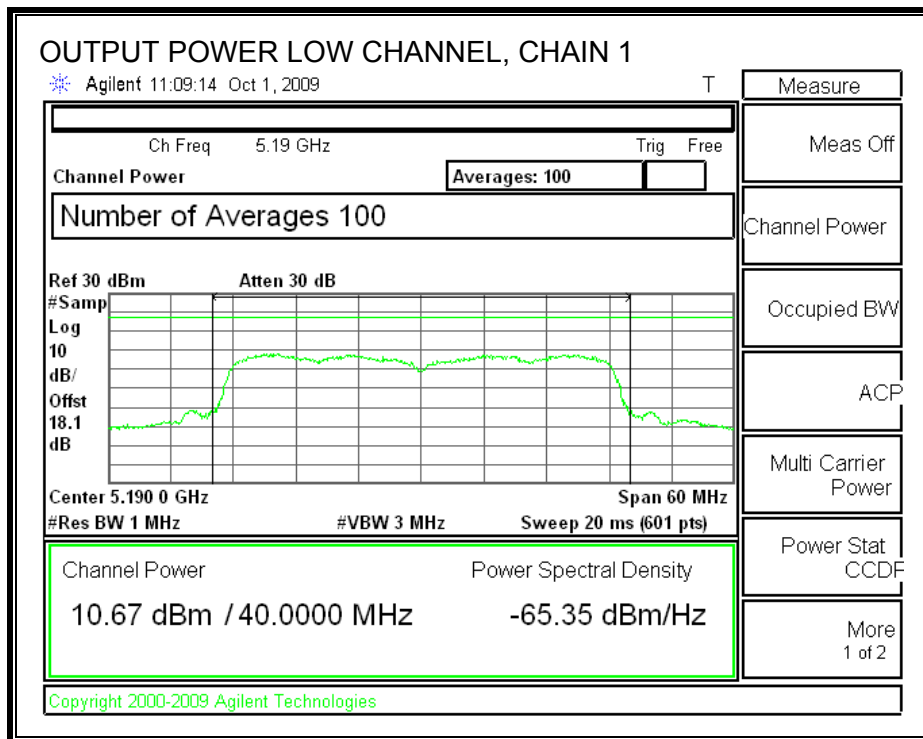 OUTPUT POWER LOW CHANNEL, CHAIN 1
Agilent 11:09:14 Oct 1, 2009 T
Measure
Ch Freq 5.19 GHz Trig Free
Meas Off
Channel Power Averages: 100
Number of Averages 100
Channel Power
Ref 30 dBm Atten 30 dB
#Samp
Log
10
dB/
Offst
18.1
dB
Occupied BW
ACP
Multi Carrier
Power
Center 5.190 0 GHz Span 60 MHz
#Res BW 1 MHz #VBW 3 MHz Sweep 20 ms (601 pts)
Power Stat
CCDF
Channel Power Power Spectral Density
10.67 dBm / 40.0000 MHz -65.35 dBm/Hz
More
1 of 2
Copyright 2000-2009 Agilent Technologies